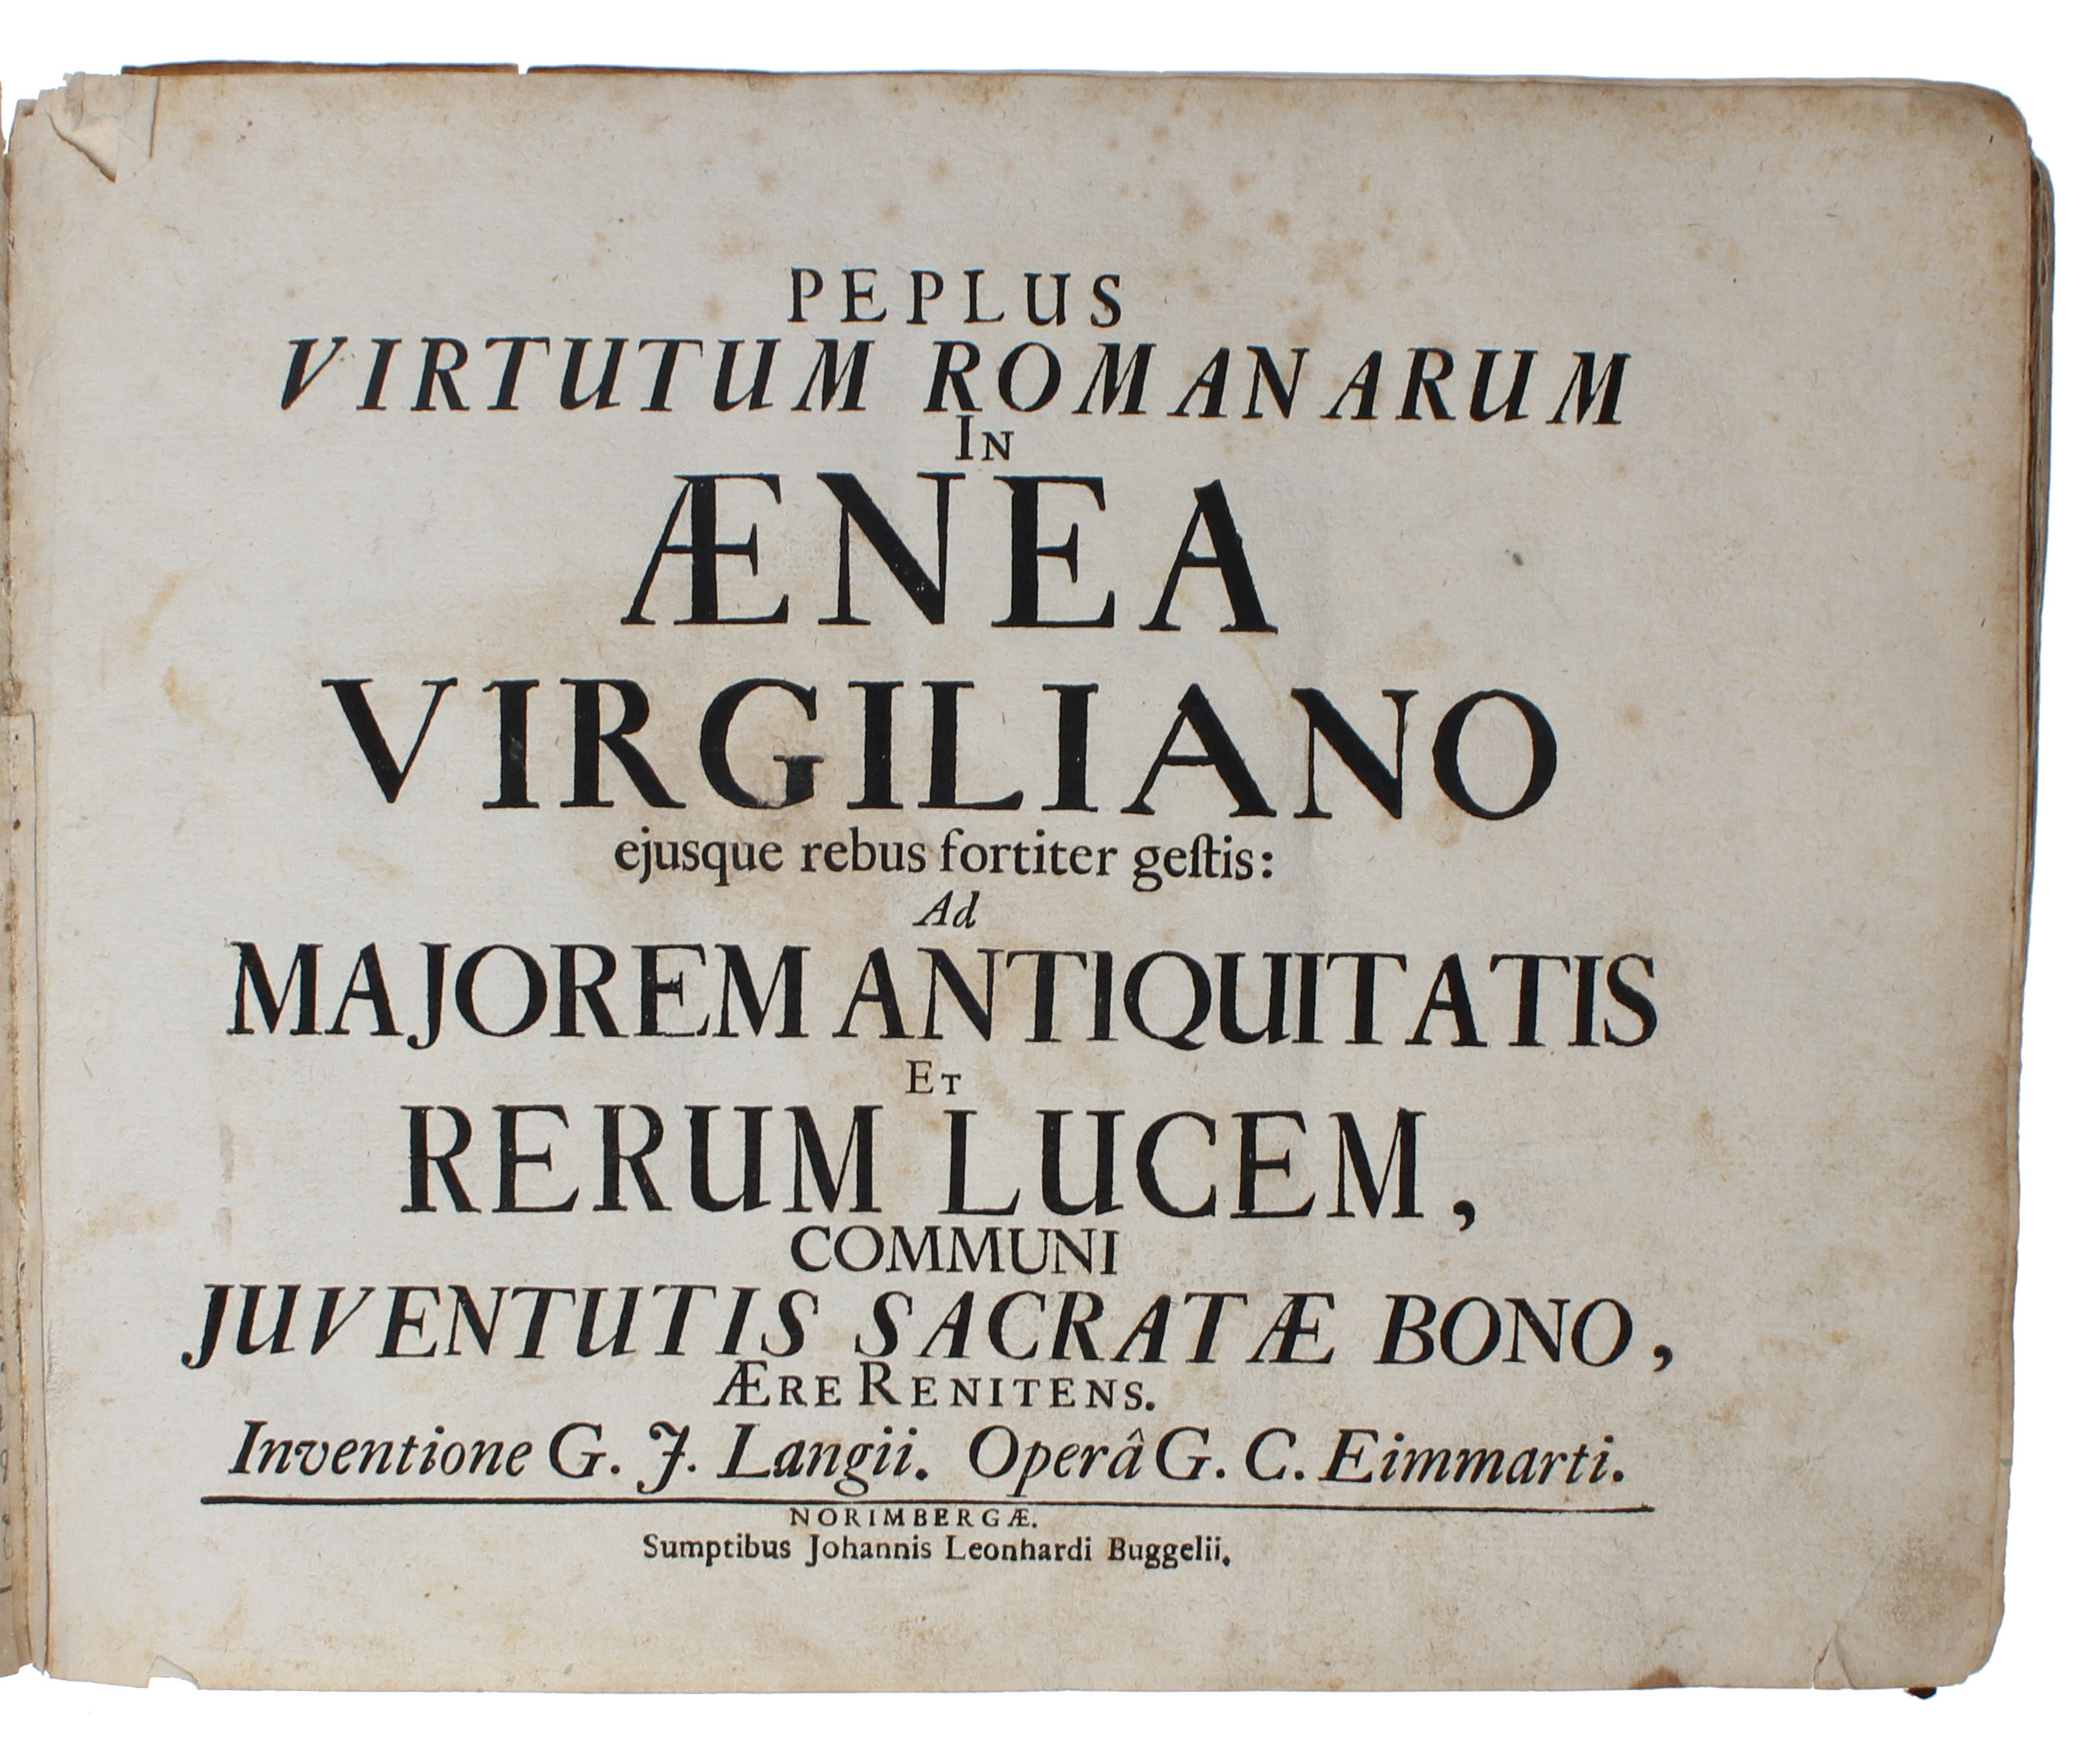 PEPLUS
VIRTUTUM ROMANARUM
IN
ÆNEA
VIRGILIANO
ejusque rebus fortiter geſtis:
Ad
MAJOREM ANTIQUITATIS
ET
RERUM LUCEM,
COMMUNI
JUVENTUTIS SACRATÆ BONO,
ÆRE RENITENS.
Inventione G. J. Langii. Operâ G. C. Eimmarti.
NORIMBERGÆ.
Sumptibus Johannis Leonhardi Buggelii.